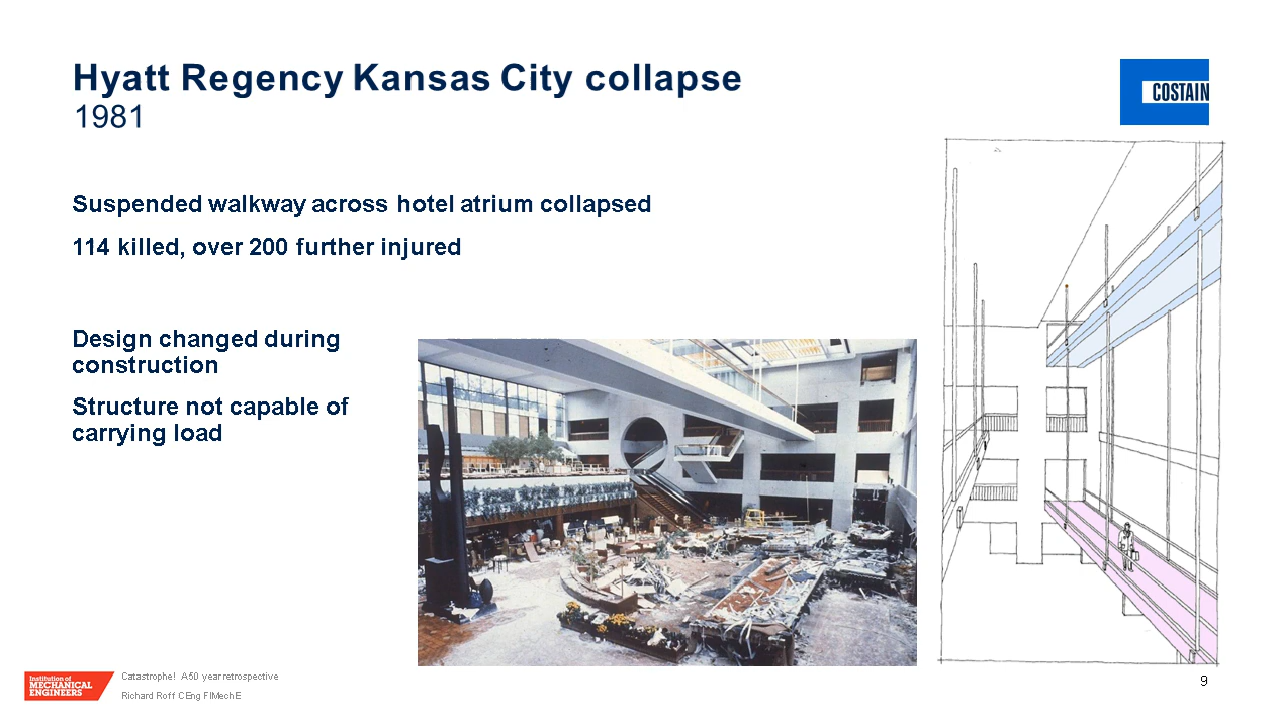 Hyatt Regency Kansas City collapse
1981
COSTAIN
Suspended walkway across hotel atrium collapsed
114 killed, over 200 further injured
Design changed during
construction
Structure not capable of
carrying load
Institution of
MECHANICAL
ENGINEERS
Catastrophe! A 50 year retrospective
Richard Roff CEng FIMechE
9